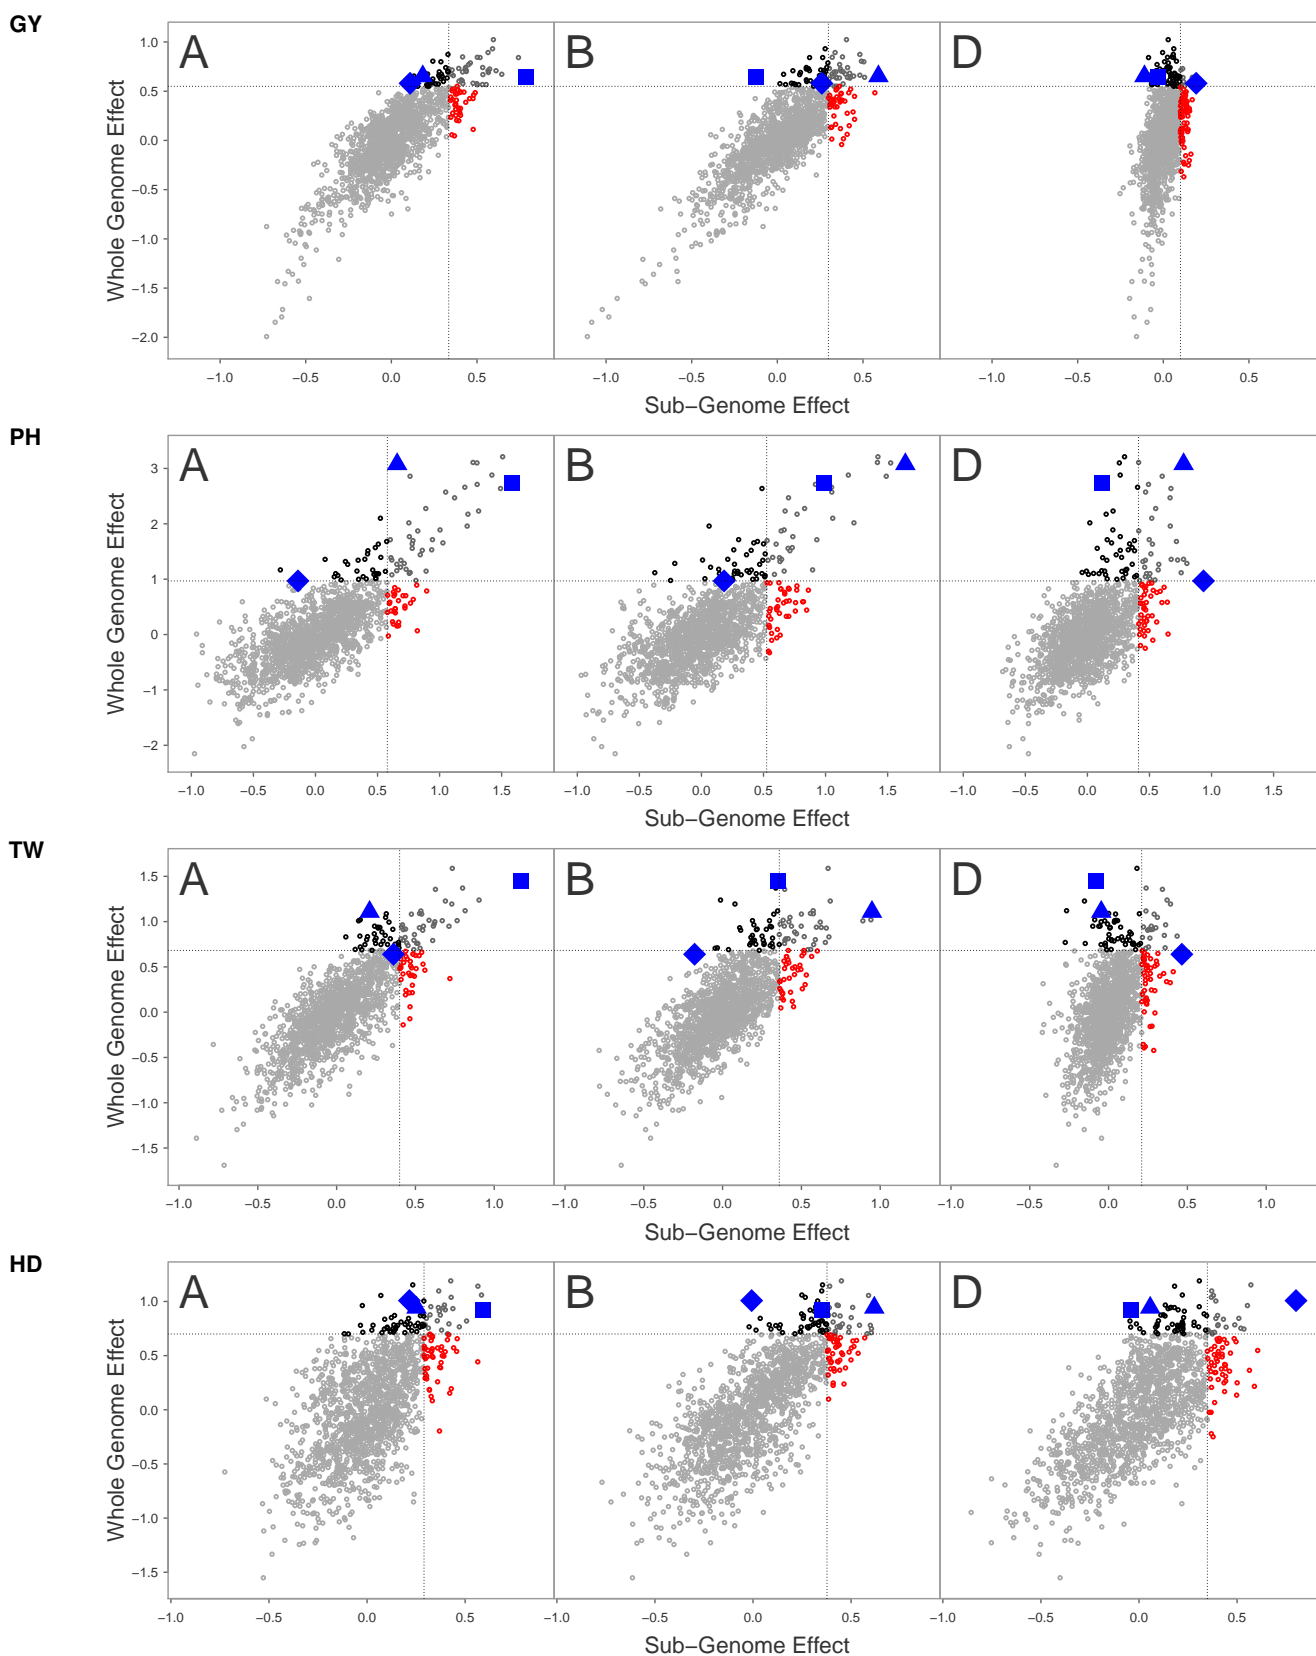 GY
A
B
D
1.0
0.5
0.0
−0.5
−1.0
−1.5
−2.0
Whole Genome Effect
−1.0 −0.5 0.0 0.5 −1.0 −0.5 0.0 0.5 −1.0 −0.5 0.0 0.5
Sub−Genome Effect
PH
A
B
D
3
2
1
0
−1
−2
Whole Genome Effect
−1.0 −0.5 0.0 0.5 1.0 1.5 −1.0 −0.5 0.0 0.5 1.0 1.5 −1.0 −0.5 0.0 0.5 1.0 1.5
Sub−Genome Effect
TW
A
B
D
1.5
1.0
0.5
0.0
−0.5
−1.0
−1.5
Whole Genome Effect
−1.0 −0.5 0.0 0.5 1.0 −1.0 −0.5 0.0 0.5 1.0 −1.0 −0.5 0.0 0.5 1.0
Sub−Genome Effect
HD
A
B
D
1.0
0.5
0.0
−0.5
−1.0
−1.5
Whole Genome Effect
−1.0 −0.5 0.0 0.5 −1.0 −0.5 0.0 0.5 −1.0 −0.5 0.0 0.5
Sub−Genome Effect